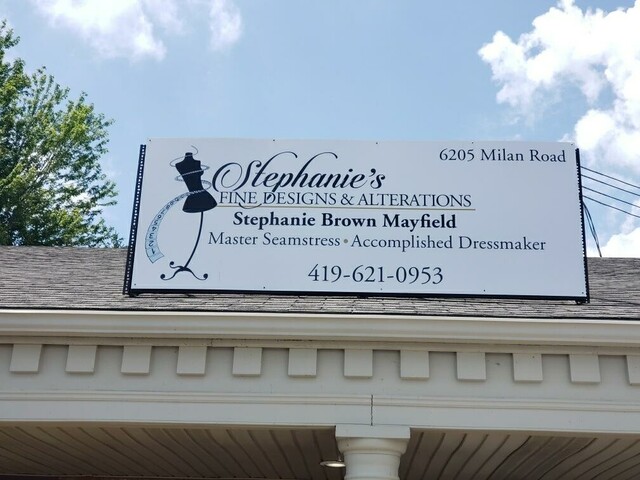 6205 Milan Road
Stephanie's
FINE DESIGNS & ALTERATIONS
Stephanie Brown Mayfield
Master Seamstress • Accomplished Dressmaker
419-621-0953